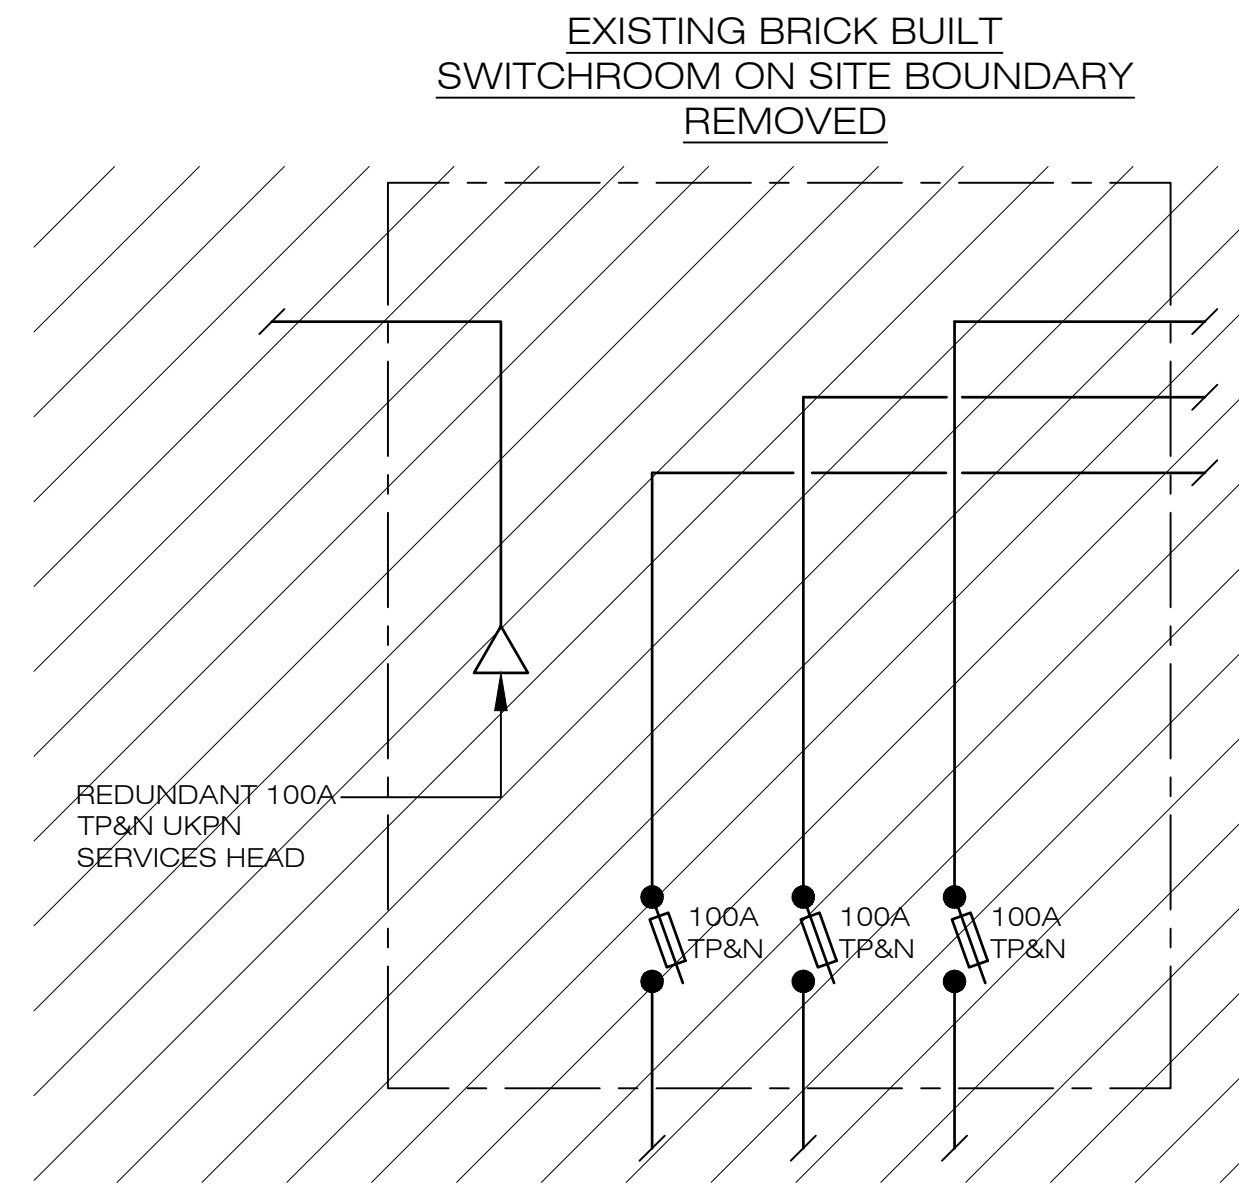 EXISTING BRICK BUILT
SWITCHROOM ON SITE BOUNDARY
REMOVED
REDUNDANT 100A
TP&N UKPN
SERVICES HEAD
100A
TP&N
100A
TP&N
100A
TP&N